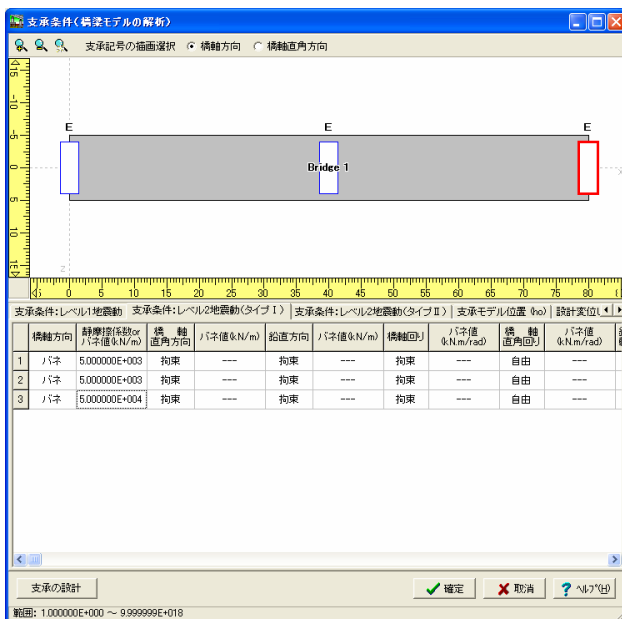 支承条件(橋梁モデルの解析)
支承記号の描画選択 橋軸方向 橋軸直角方向
E E E
Bridge 1
-15 -10 -5 0 5 10 15
x
z
0 5 10 15 20 25 30 35 40 45 50 55 60 65 70 75 80
支承条件:レベル1地震動 支承条件:レベル2地震動(タイプⅠ) 支承条件:レベル2地震動(タイプⅡ) 支承モデル位置(ho) 設計変位
橋軸方向 静摩擦係数or バネ値(kN/m) 橋軸直角方向 バネ値(kN/m) 鉛直方向 バネ値(kN/m) 橋軸回り バネ値(kN.m/rad) 橋軸直角回り バネ値(kN.m/rad)
1 バネ 5.000000E+003 拘束 --- 拘束 --- 拘束 --- 自由 ---
2 バネ 5.000000E+003 拘束 --- 拘束 --- 拘束 --- 自由 ---
3 バネ 5.000000E+004 拘束 --- 拘束 --- 拘束 --- 自由 ---
支承の設計 確定 取消 ヘルプ(H)
範囲: 1.000000E+000 ～ 9.999999E+018